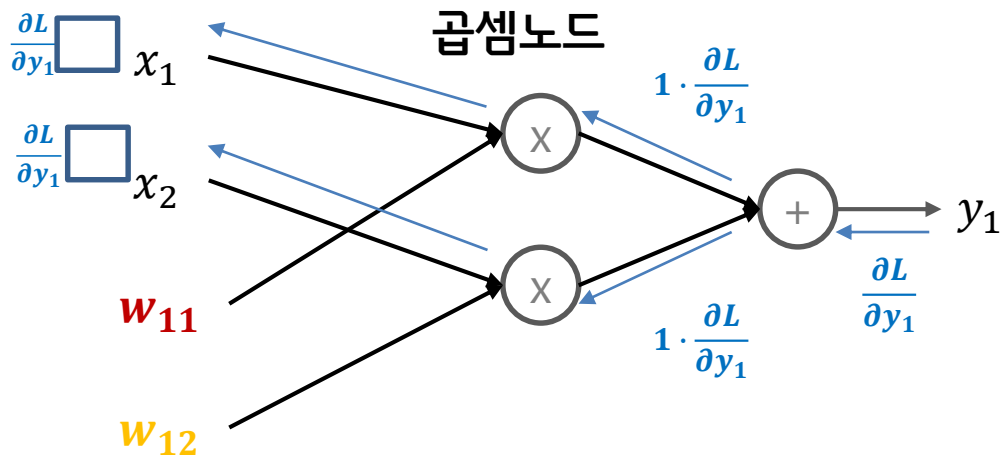 곱셈노드
∂L/∂y₁ □ x₁
1 · ∂L/∂y₁
x
∂L/∂y₁ □ x₂
+
y₁
x
w₁₁
1 · ∂L/∂y₁
∂L/∂y₁
w₁₂